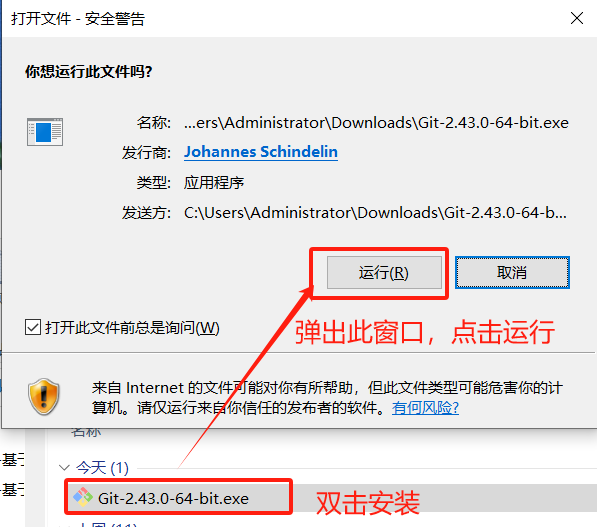 打开文件 - 安全警告
你想运行此文件吗?
名称: ...ers\Administrator\Downloads\Git-2.43.0-64-bit.exe
发行商: Johannes Schindelin
类型: 应用程序
发送方: C:\Users\Administrator\Downloads\Git-2.43.0-64-b...
运行(R) 取消
打开此文件前总是询问(W)
弹出此窗口，点击运行
来自 Internet 的文件可能对你有所帮助，但此文件类型可能危害你的计
算机。请仅运行来自你信任的发布者的软件。有何风险?
名称
今天 (1)
基于
Git-2.43.0-64-bit.exe
双击安装